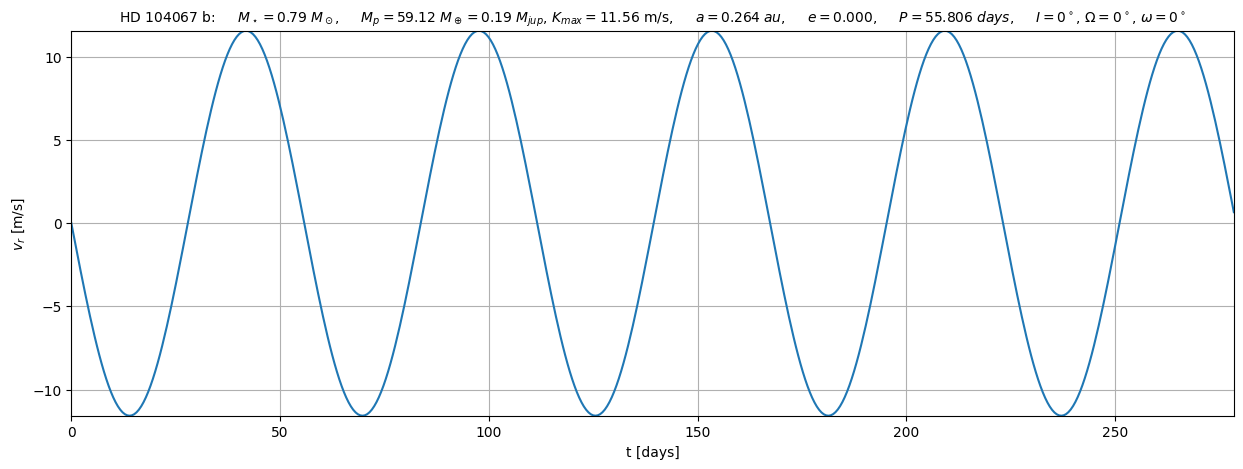 HD 104067 b: M⋆ = 0.79 M⊙, Mp = 59.12 M⊕ = 0.19 Mjup, Kmax = 11.56 m/s, a = 0.264 au, e = 0.000, P = 55.806 days, I = 0°, Ω = 0°, ω = 0°
10
5
0
−5
−10
vr [m/s]
0 50 100 150 200 250
t [days]